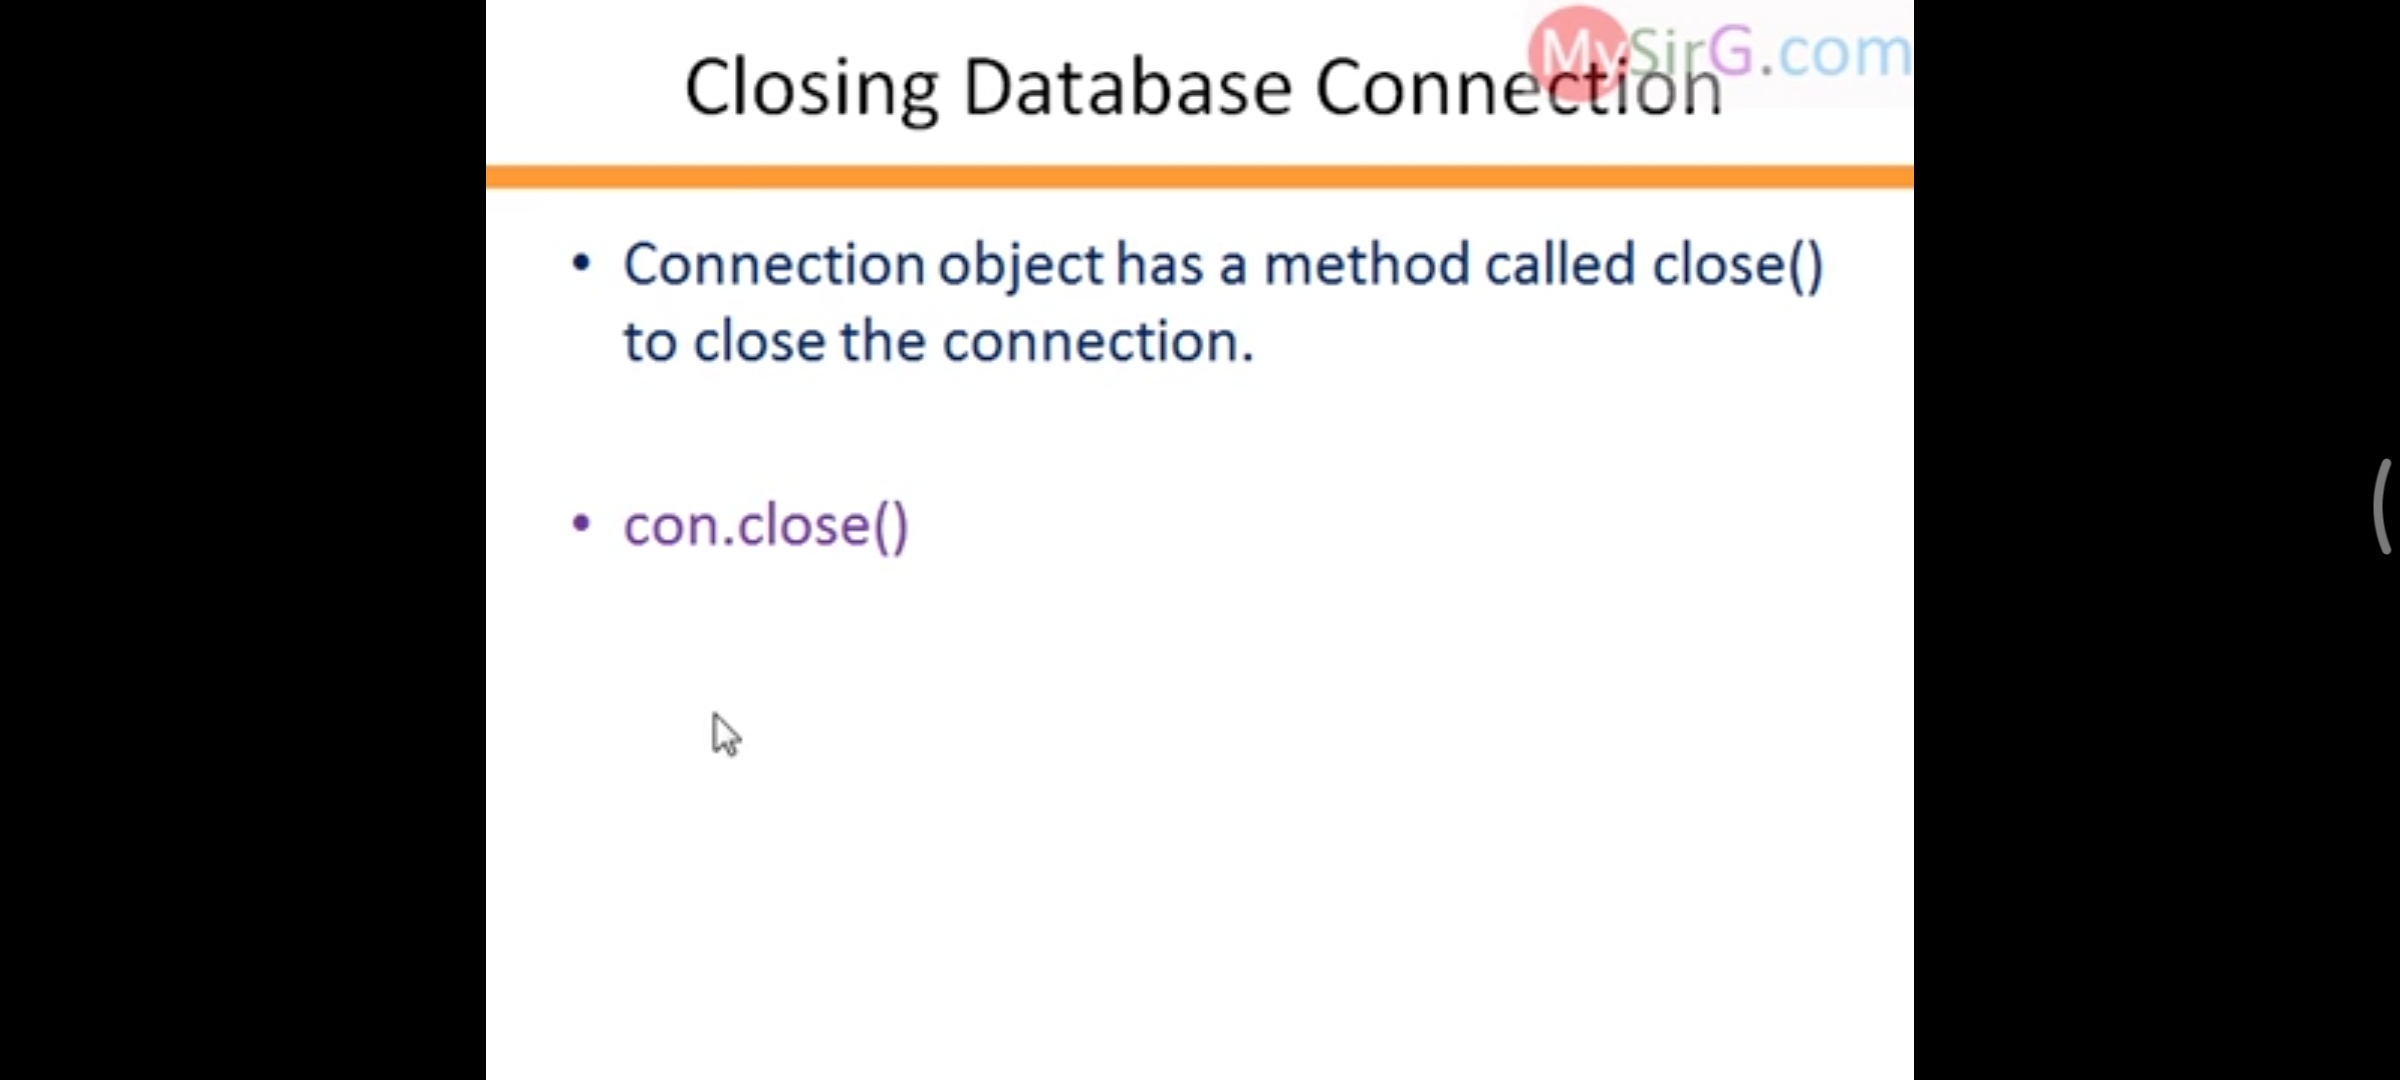 MySirG.com
Closing Database Connection
• Connection object has a method called close()
to close the connection.
• con.close()